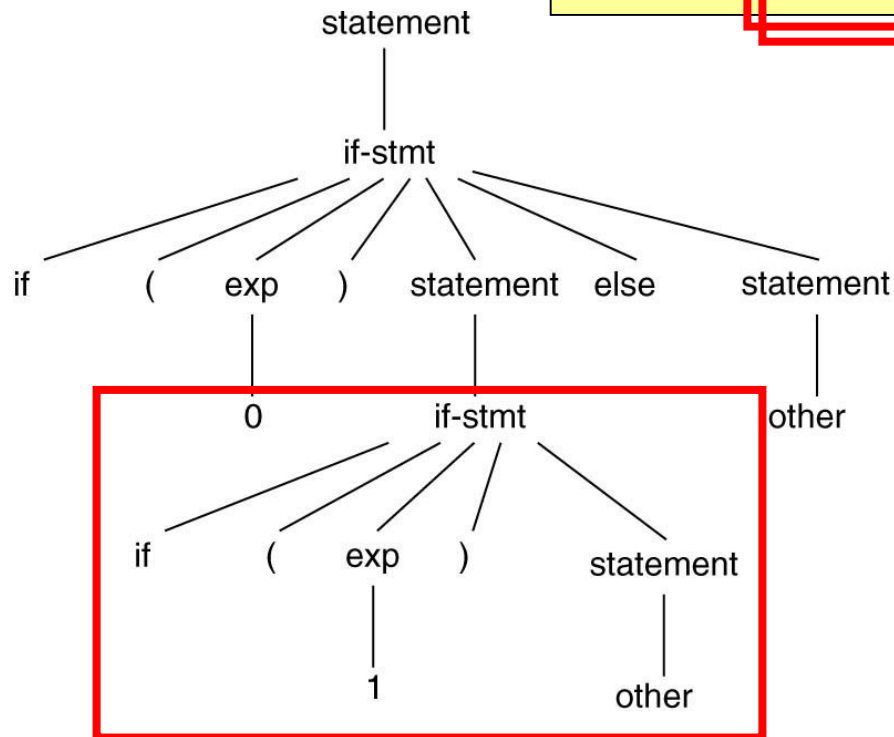 statement
if-stmt
if ( exp ) statement else statement
0 if-stmt other
if ( exp ) statement
1 other